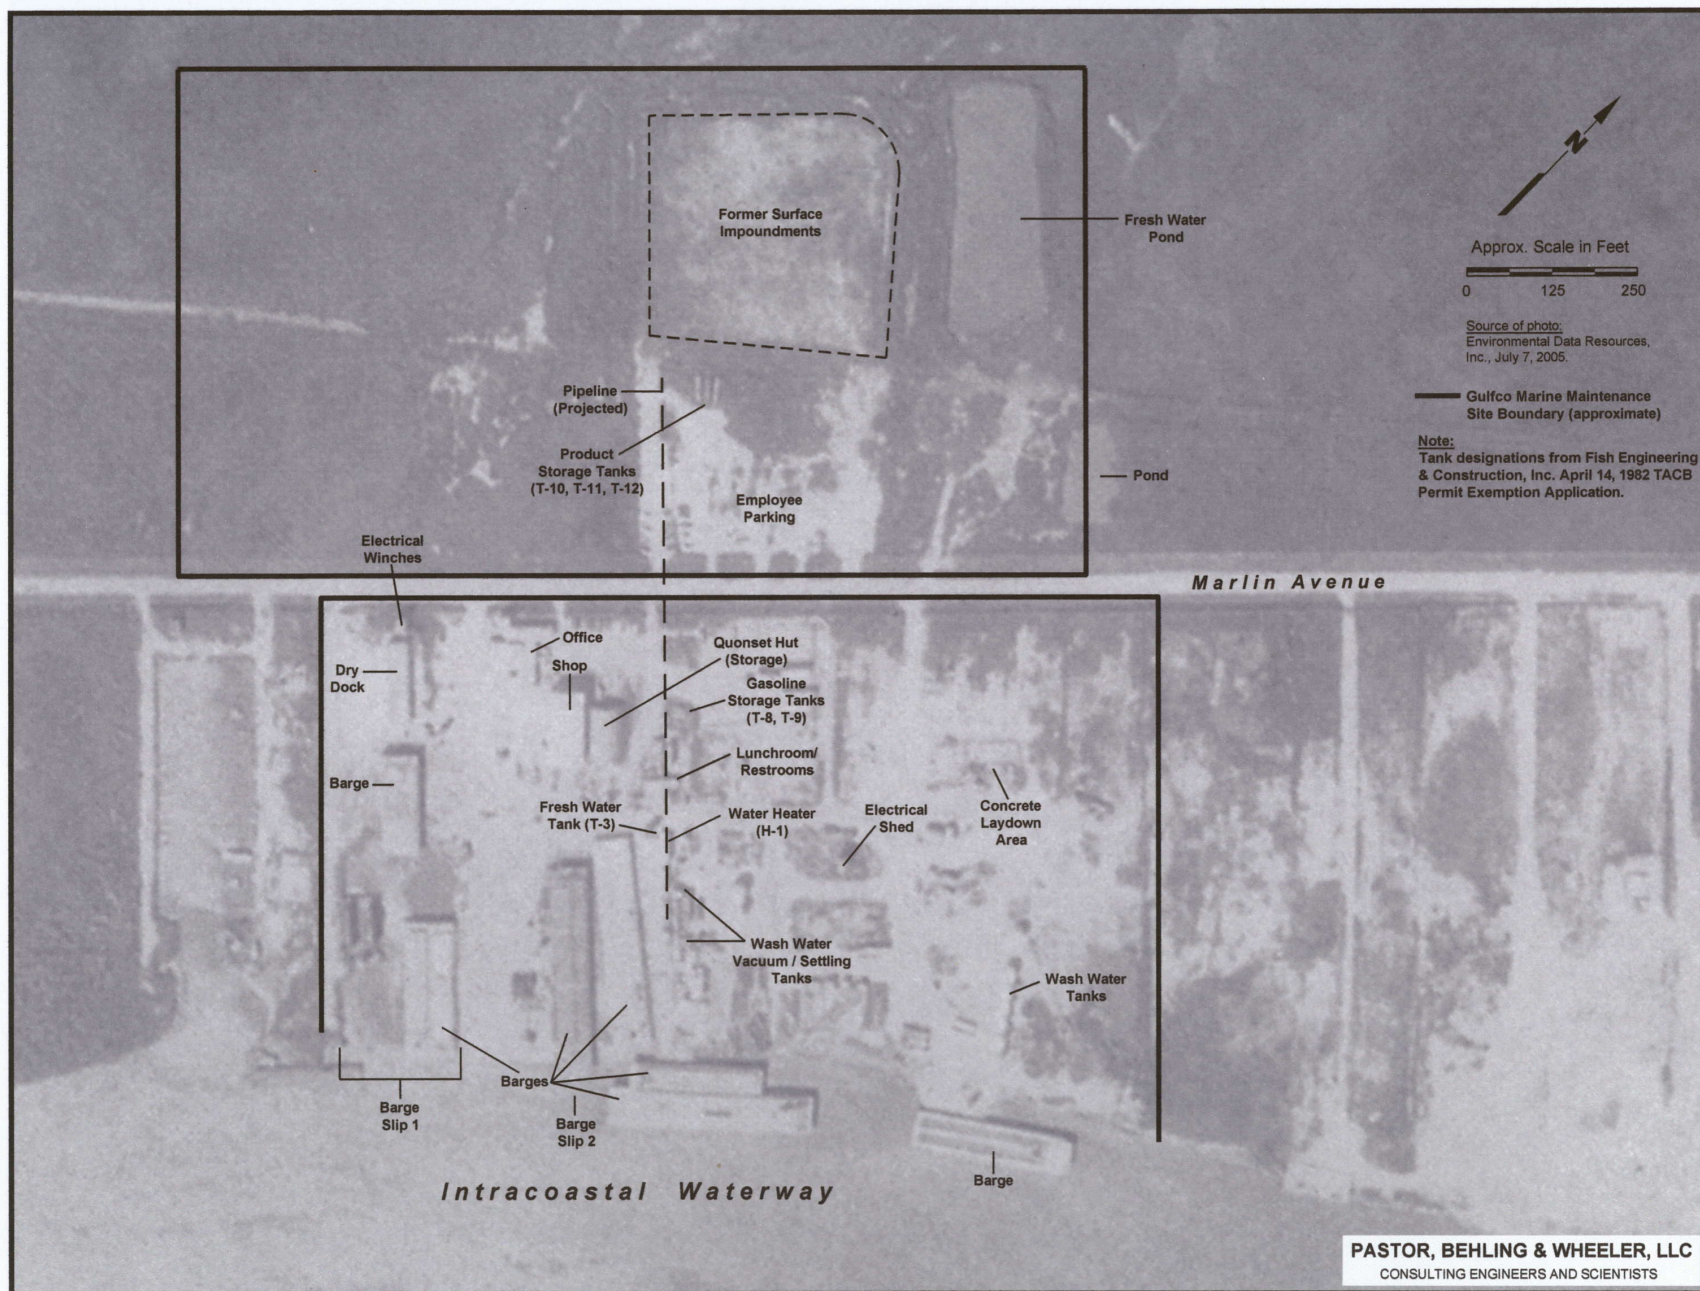 Former Surface
Impoundments
Fresh Water
Pond
N
Approx. Scale in Feet
0 125 250
Source of photo:
Environmental Data Resources,
Inc., July 7, 2005.
Gulfco Marine Maintenance
Site Boundary (approximate)
Note:
Tank designations from Fish Engineering
& Construction, Inc. April 14, 1982 TACB
Permit Exemption Application.
Pipeline
(Projected)
Product
Storage Tanks
(T-10, T-11, T-12)
Employee
Parking
Pond
Electrical
Winches
Marlin Avenue
Office
Shop
Quonset Hut
(Storage)
Dry
Dock
Gasoline
Storage Tanks
(T-8, T-9)
Lunchroom/
Restrooms
Barge
Fresh Water
Tank (T-3)
Water Heater
(H-1)
Electrical
Shed
Concrete
Laydown
Area
Wash Water
Vacuum / Settling
Tanks
Wash Water
Tanks
Barges
Barge
Slip 1
Barge
Slip 2
Barge
Intracoastal Waterway
PASTOR, BEHLING & WHEELER, LLC
CONSULTING ENGINEERS AND SCIENTISTS